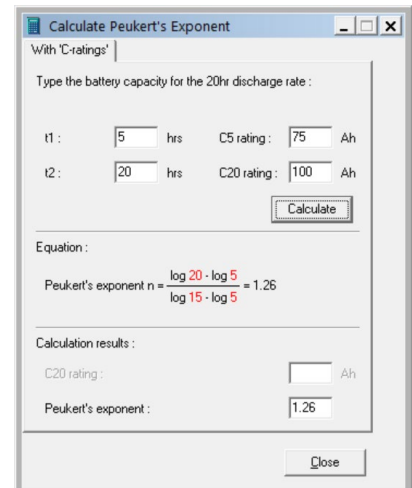 Calculate Peukert's Exponent
With 'C-ratings'
Type the battery capacity for the 20hr discharge rate :
t1 : 5 hrs C5 rating : 75 Ah
t2 : 20 hrs C20 rating : 100 Ah
Calculate
Equation :
log 20 - log 5
Peukert's exponent n = = 1.26
log 15 - log 5
Calculation results :
C20 rating : Ah
Peukert's exponent : 1.26
Close